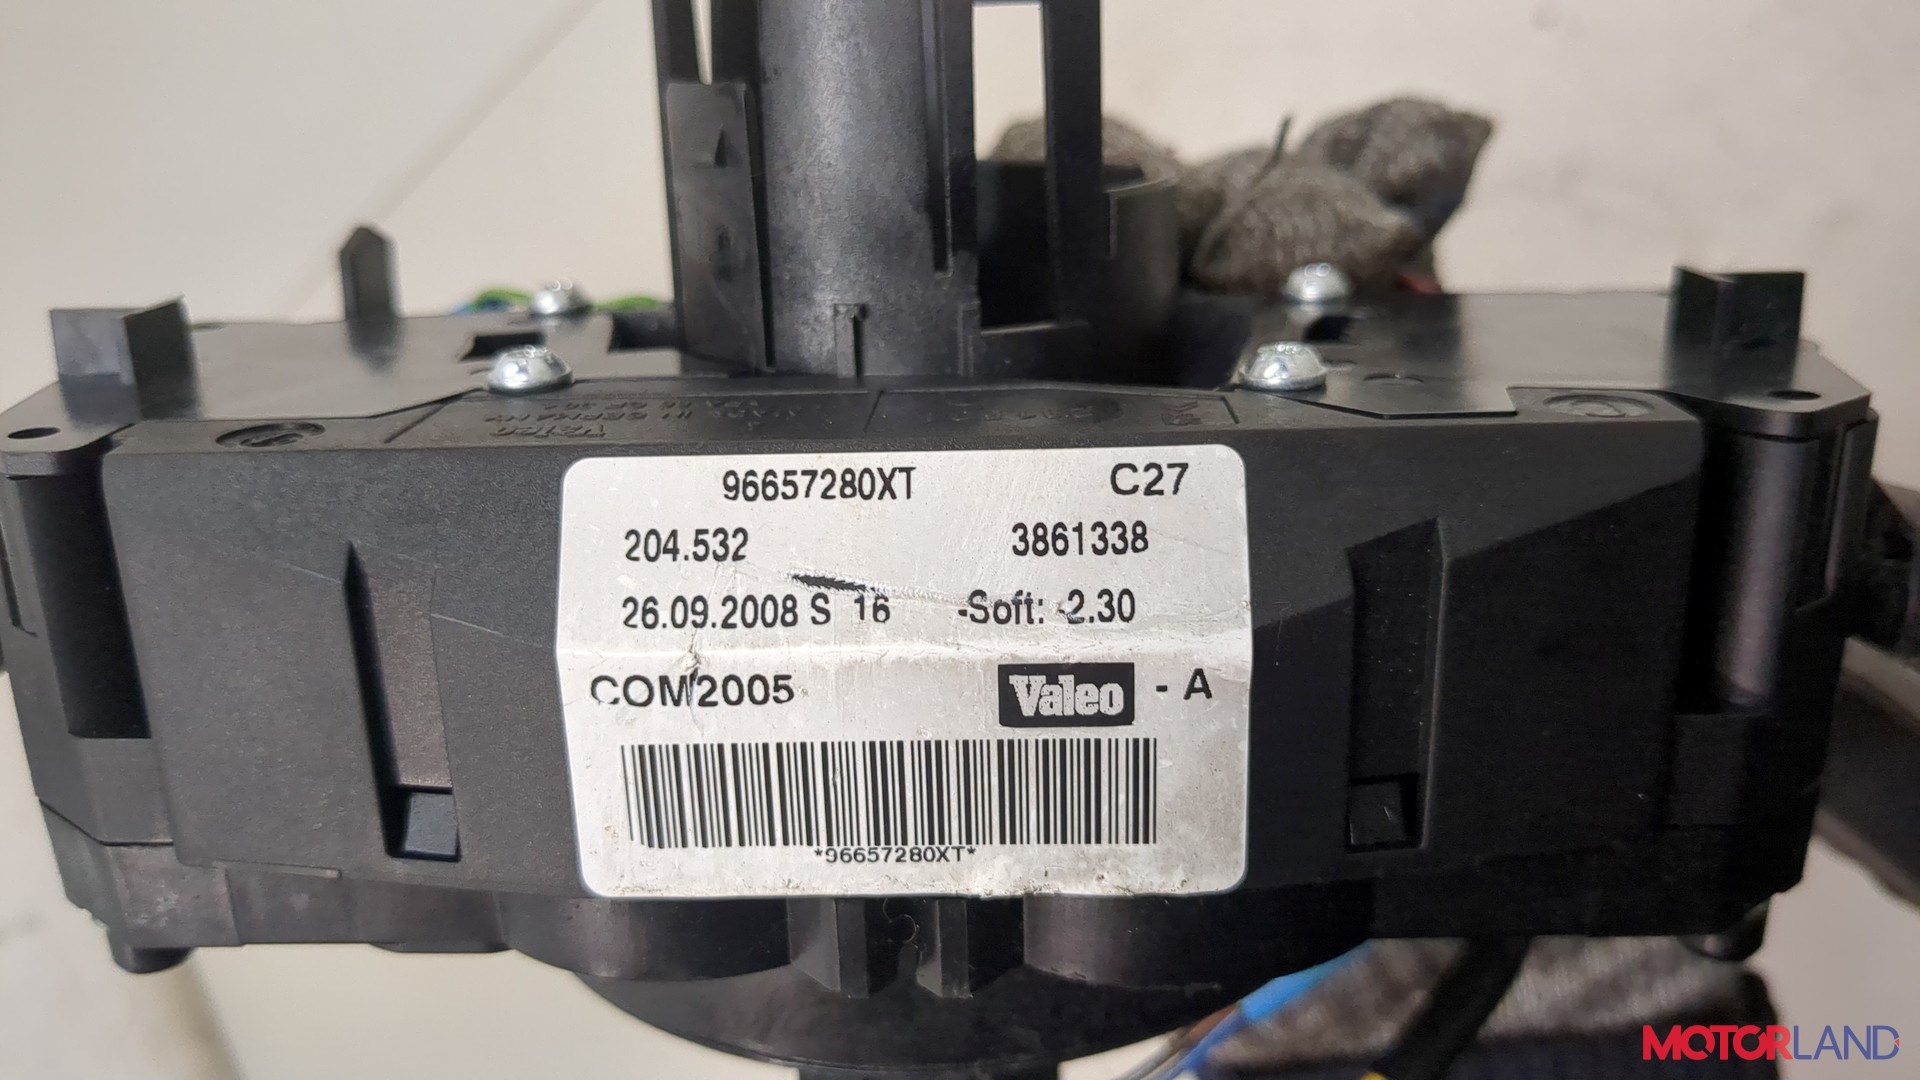 96657280XT C27
204.532 3861338
26.09.2008 S 16 -Soft: -2.30
COM2005 Valeo - A
*96657280XT*
MOTORLAND